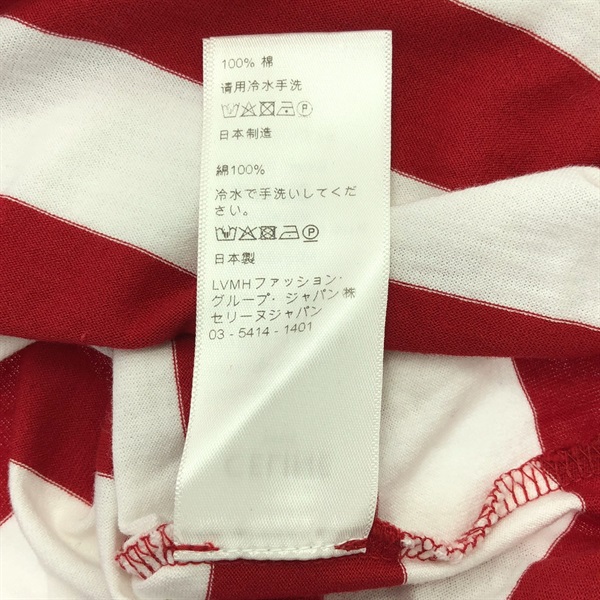 100% 棉
请用冷水手洗
日本制造
綿100%
冷水で手洗いしてくだ
さい。
日本製
LVMHファッション・
グループ・ジャパン㈱
セリーヌジャパン
03 - 5414 - 1401
CELINE